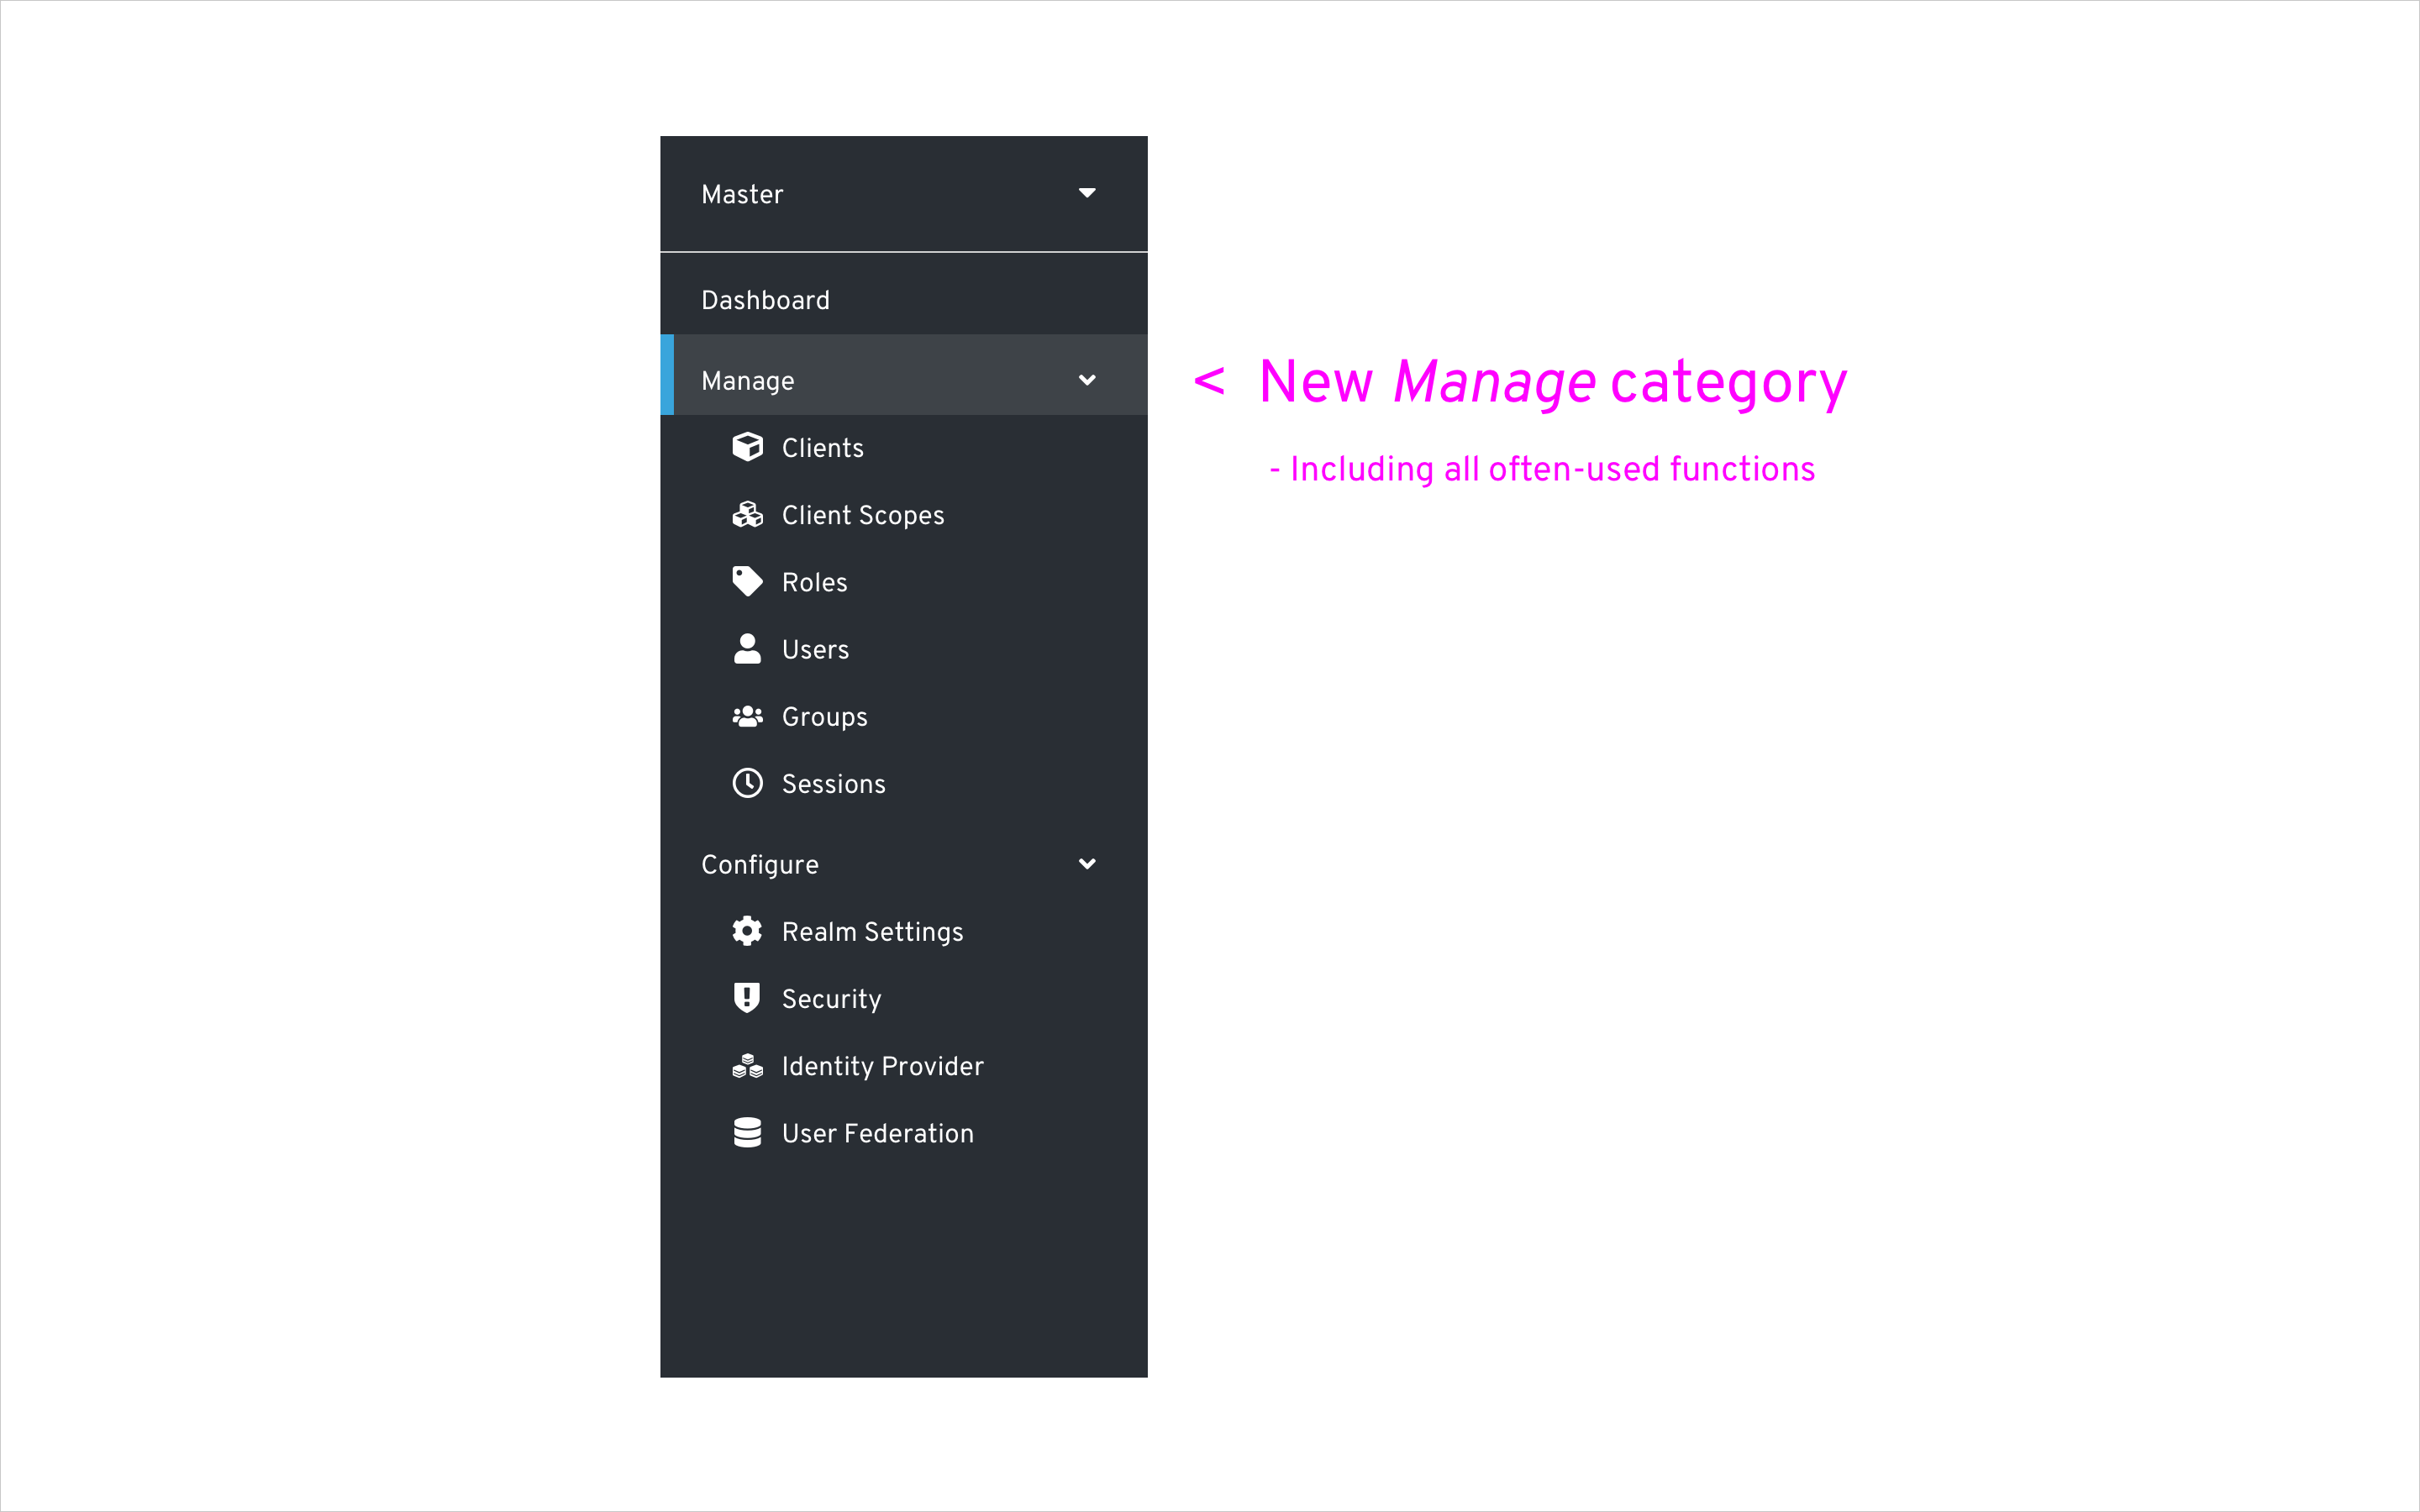 Master
Dashboard
Manage
< New Manage category
- Including all often-used functions
Clients
Client Scopes
Roles
Users
Groups
Sessions
Configure
Realm Settings
Security
Identity Provider
User Federation